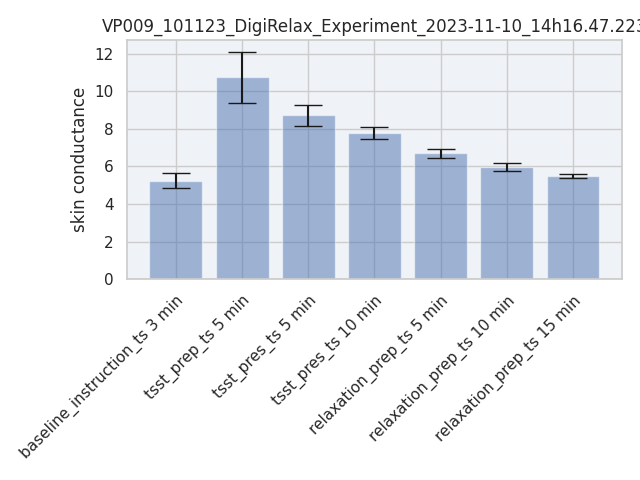 VP009_101123_DigiRelax_Experiment_2023-11-10_14h16.47.223
12
10
8
6
4
2
0
skin conductance
baseline_instruction_ts 3 min
tsst_prep_ts 5 min
tsst_pres_ts 5 min
tsst_pres_ts 10 min
relaxation_prep_ts 5 min
relaxation_prep_ts 10 min
relaxation_prep_ts 15 min